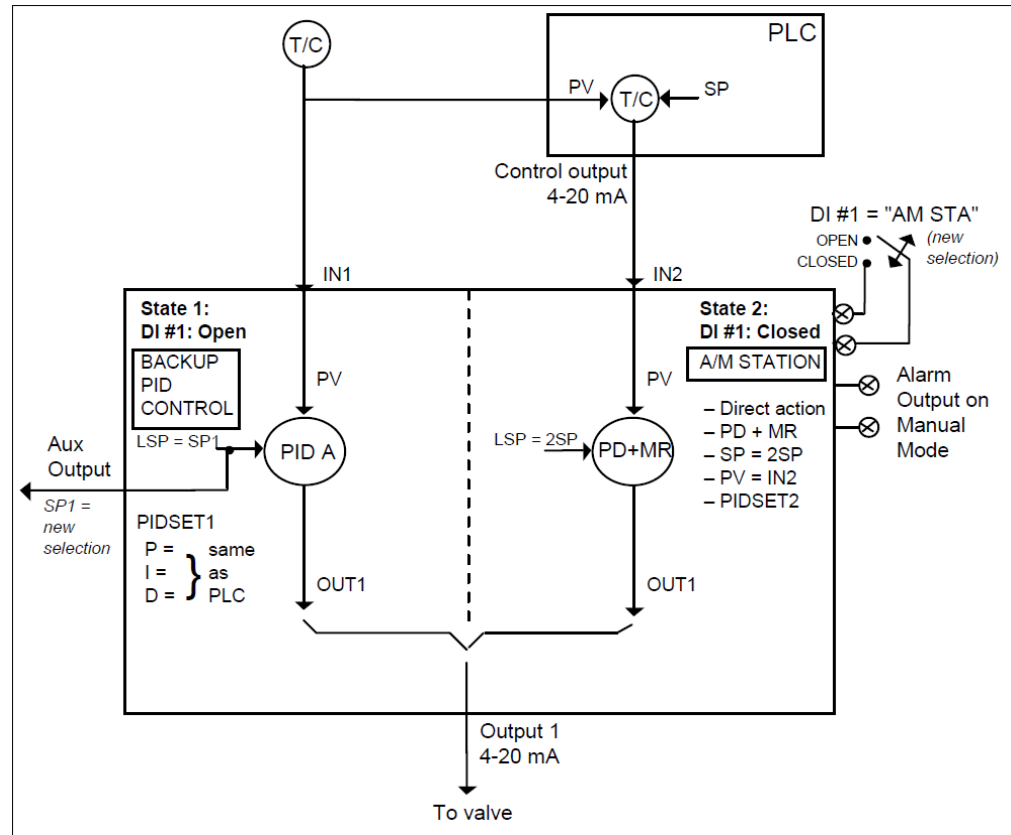 T/C
PLC
PV
T/C
SP
Control output
4-20 mA
DI #1 = "AM STA"
OPEN
(new
CLOSED
selection)
IN1
IN2
State 1:
DI #1: Open
State 2:
DI #1: Closed
BACKUP
PID
CONTROL
A/M STATION
PV
PV
Alarm
Output on
Manual
Mode
– Direct action
– PD + MR
– SP = 2SP
– PV = IN2
– PIDSET2
LSP = SP1
PID A
LSP = 2SP
PD+MR
Aux
Output
SP1 =
new
selection
PIDSET1
P = same
I = } as
D = PLC
OUT1
OUT1
Output 1
4-20 mA
To valve